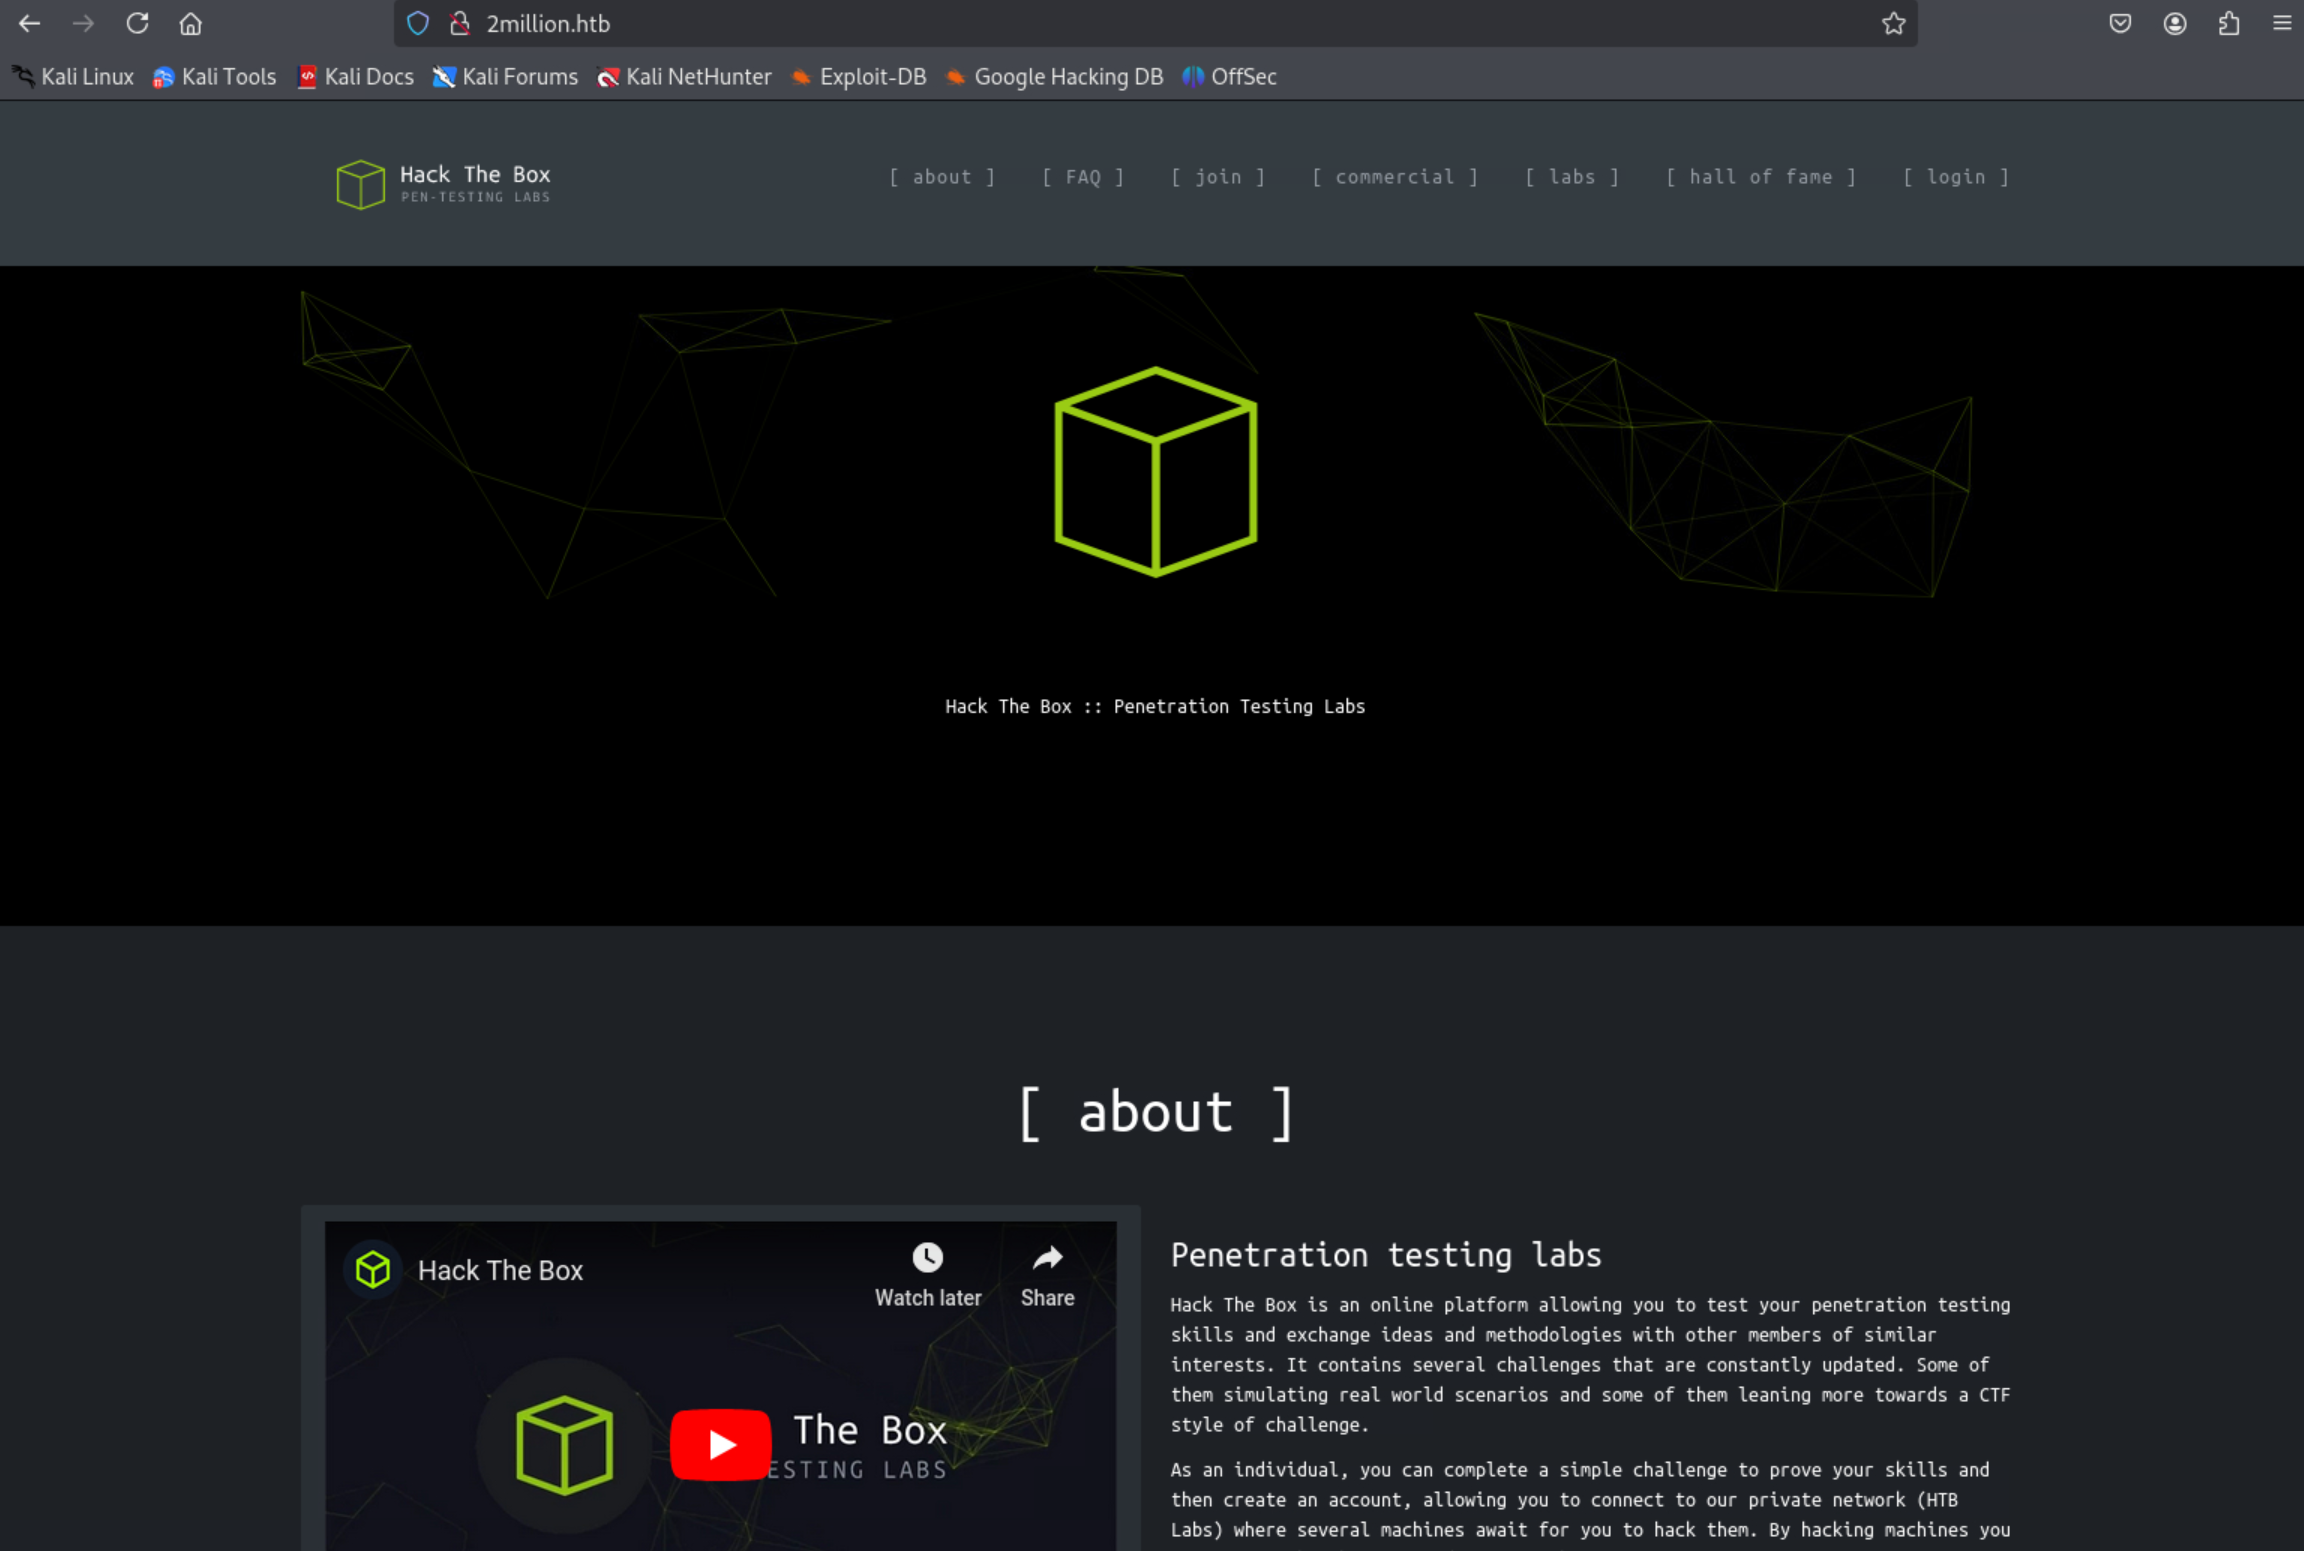 2million.htb
Kali Linux Kali Tools Kali Docs Kali Forums Kali NetHunter Exploit-DB Google Hacking DB OffSec
Hack The Box
PEN-TESTING LABS
[ about ] [ FAQ ] [ join ] [ commercial ] [ labs ] [ hall of fame ] [ login ]
Hack The Box :: Penetration Testing Labs
[ about ]
Hack The Box
Watch later Share
The Box
ESTING LABS
Penetration testing labs
Hack The Box is an online platform allowing you to test your penetration testing
skills and exchange ideas and methodologies with other members of similar
interests. It contains several challenges that are constantly updated. Some of
them simulating real world scenarios and some of them leaning more towards a CTF
style of challenge.
As an individual, you can complete a simple challenge to prove your skills and
then create an account, allowing you to connect to our private network (HTB
Labs) where several machines await for you to hack them. By hacking machines you